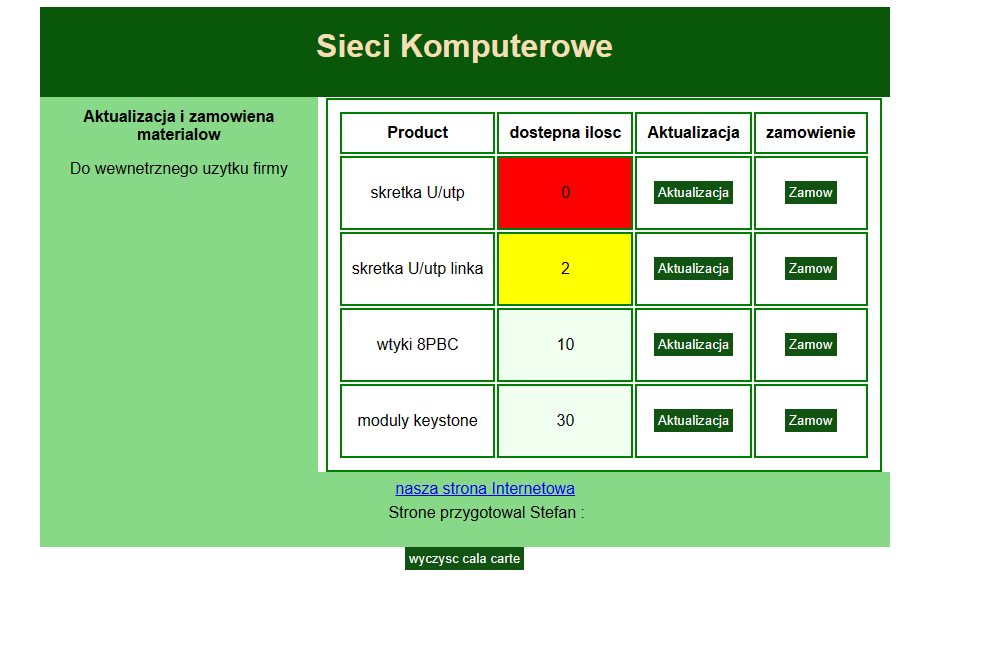 Sieci Komputerowe
Aktualizacja i zamowiena
materialow
Do wewnetrznego uzytku firmy
Product dostepna ilosc Aktualizacja zamowienie
skretka U/utp 0 Aktualizacja Zamow
skretka U/utp linka 2 Aktualizacja Zamow
wtyki 8PBC 10 Aktualizacja Zamow
moduly keystone 30 Aktualizacja Zamow
nasza strona Internetowa
Strone przygotowal Stefan :
wyczysc cala carte